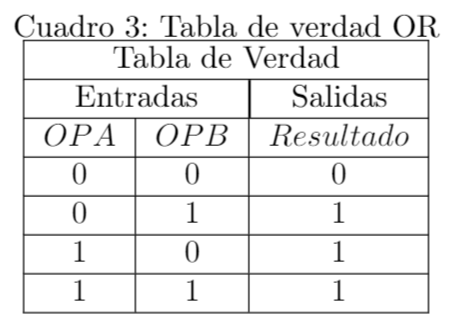 Cuadro 3: Tabla de verdad OR
Tabla de Verdad
Entradas Salidas
OPA OPB Resultado
0 0 0
0 1 1
1 0 1
1 1 1